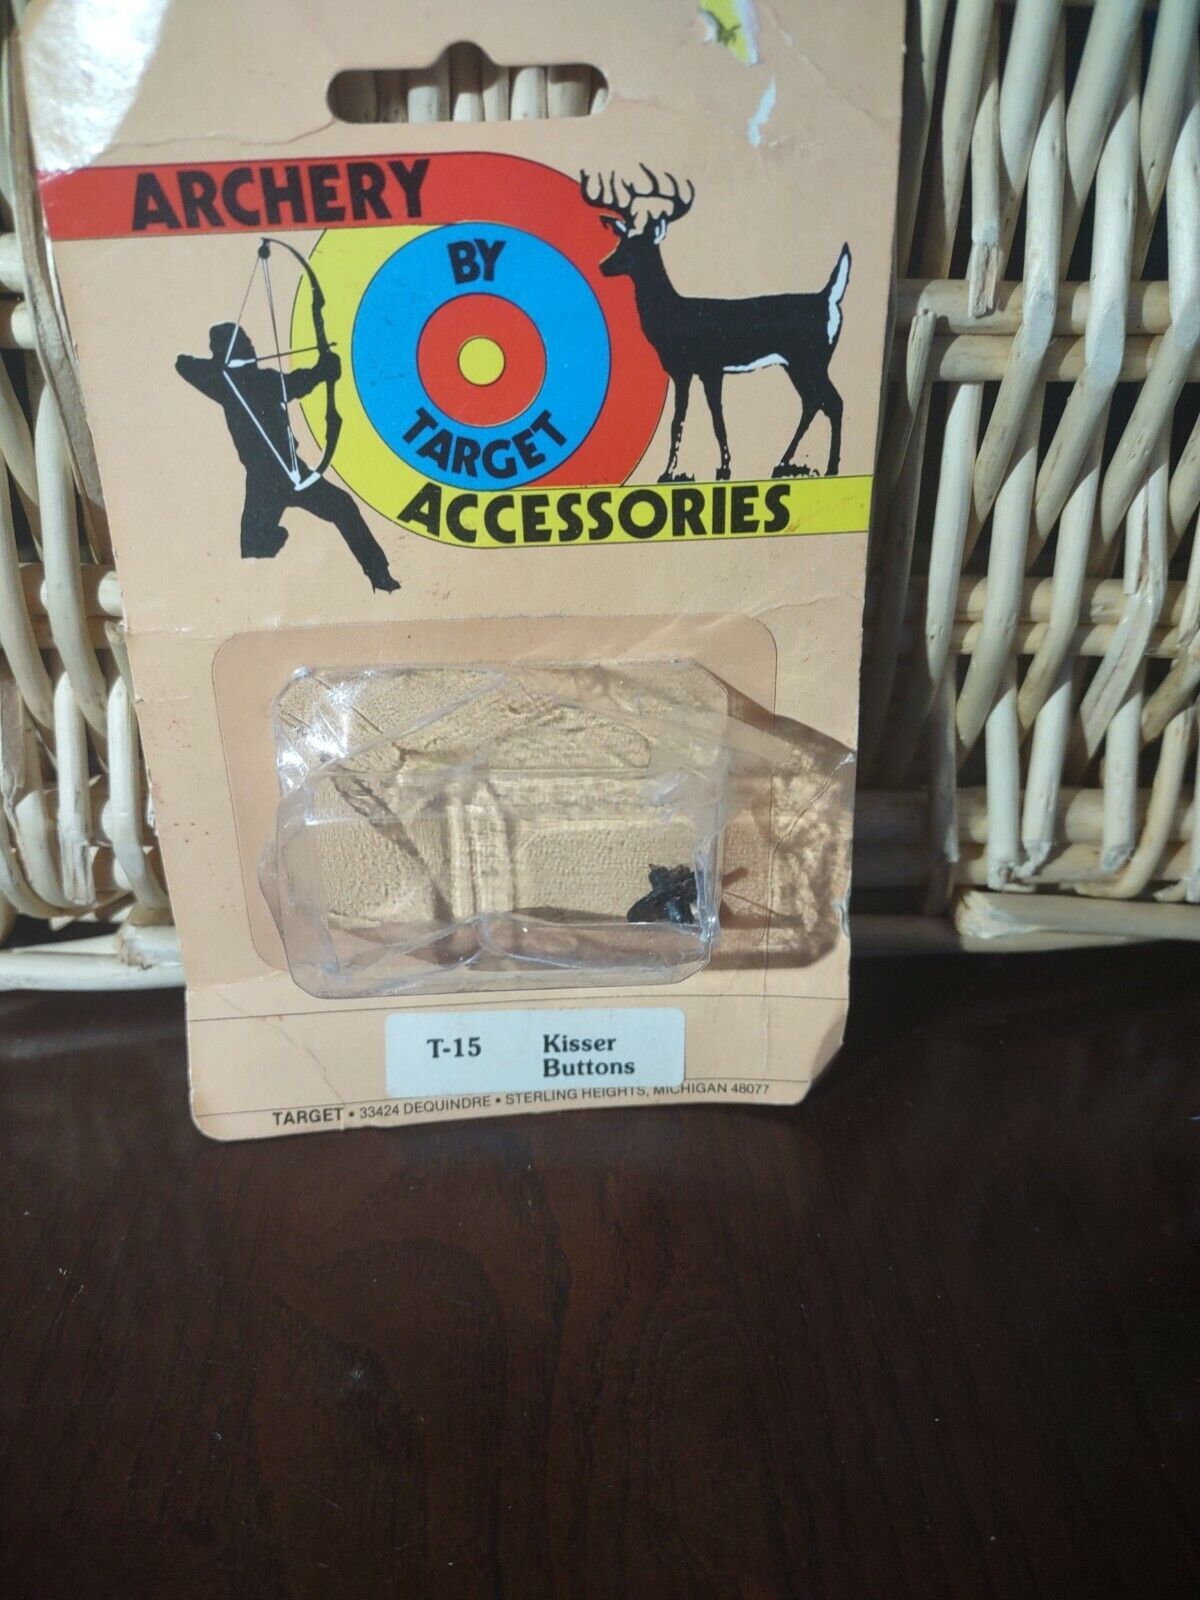 ARCHERY
BY
TARGET
ACCESSORIES
T-15 Kisser
Buttons
TARGET • 33424 DEQUINDRE • STERLING HEIGHTS, MICHIGAN 48077